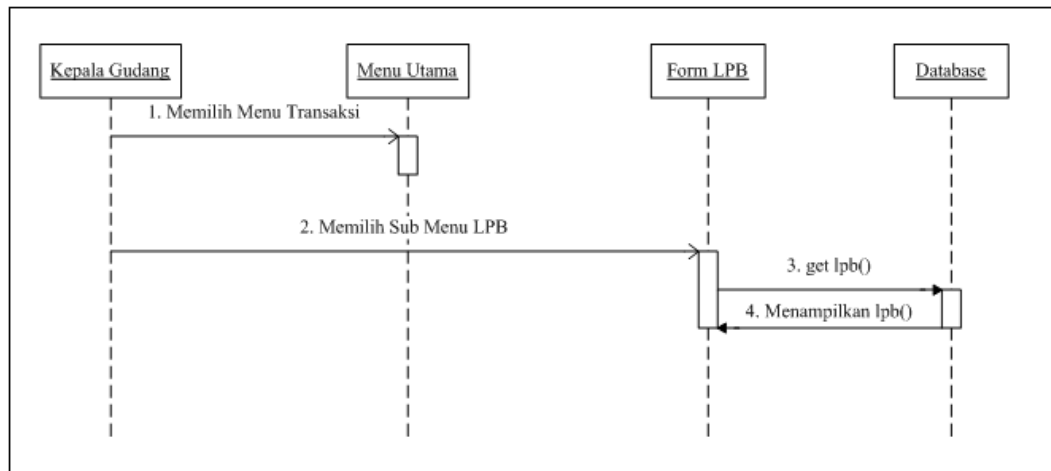 Kepala Gudang
Menu Utama
Form LPB
Database
1. Memilih Menu Transaksi
2. Memilih Sub Menu LPB
3. get lpb()
4. Menampilkan lpb()